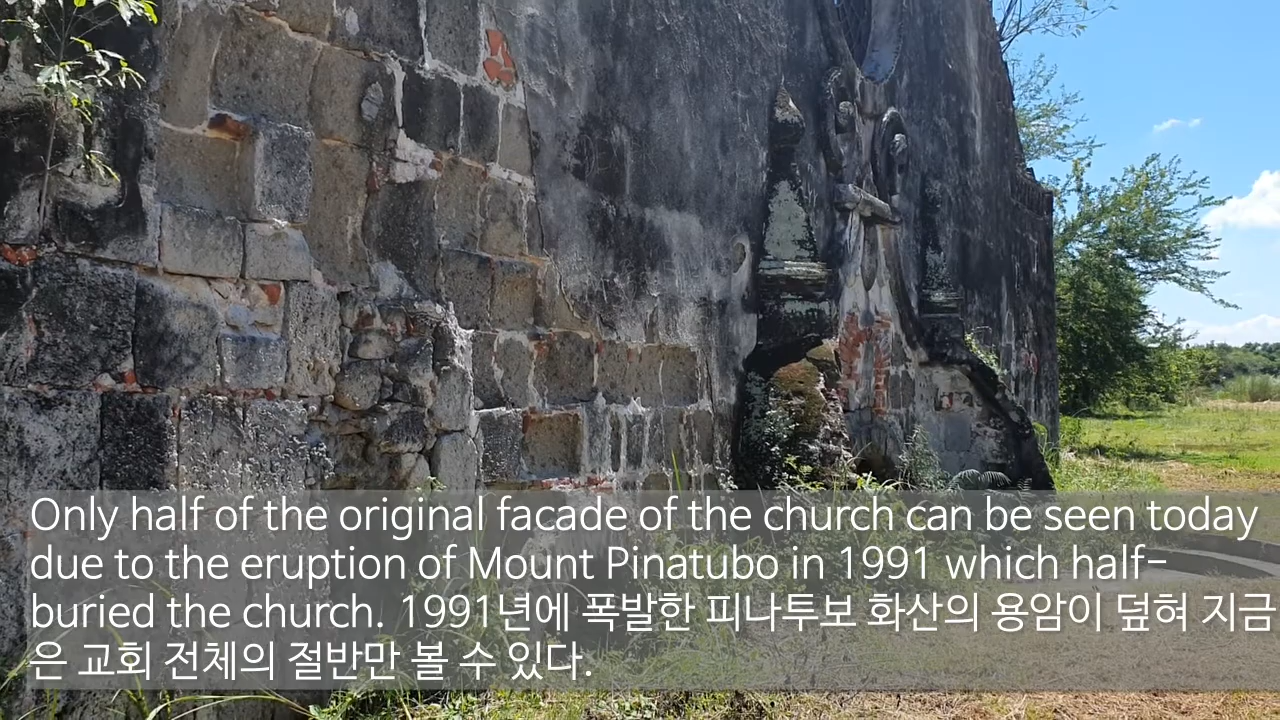 Only half of the original facade of the church can be seen today
due to the eruption of Mount Pinatubo in 1991 which half-
buried the church. 1991년에 폭발한 피나투보 화산의 용암이 덮혀 지금
은 교회 전체의 절반만 볼 수 있다.